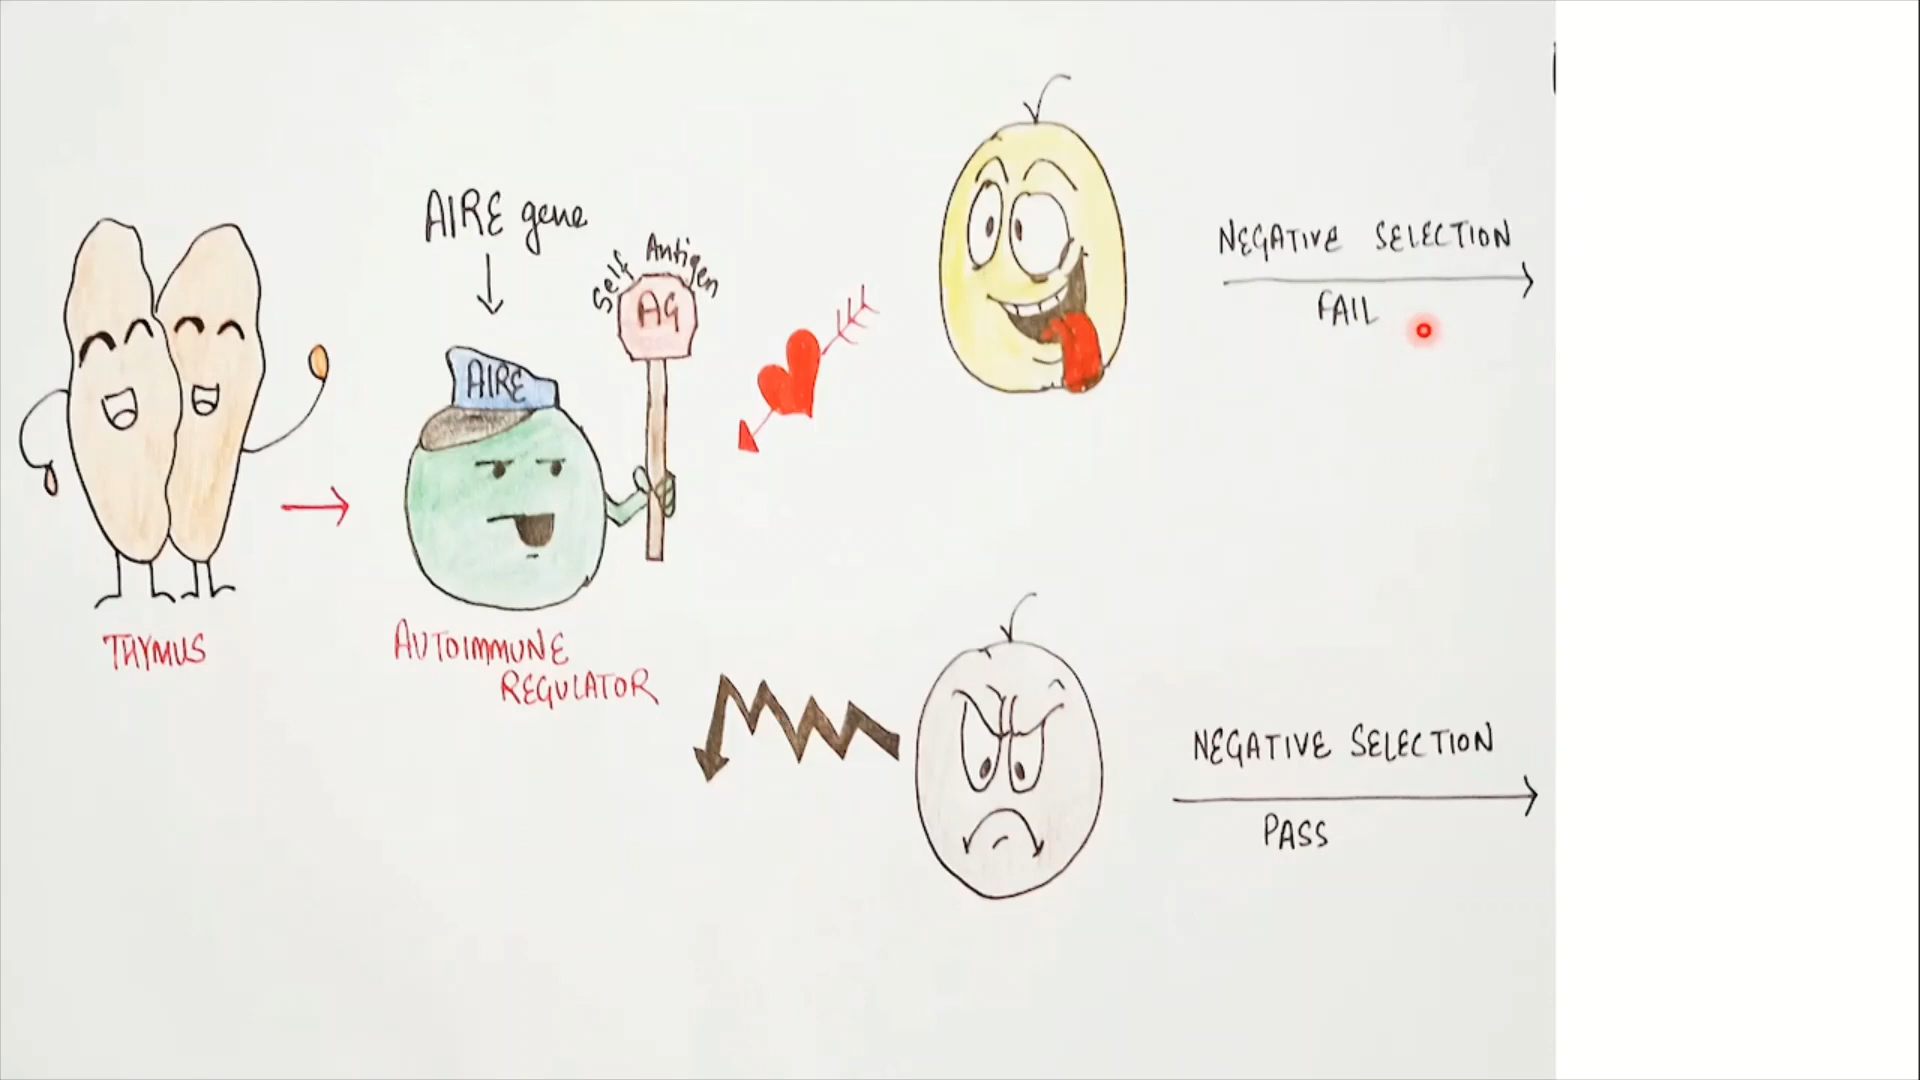 AIRE gene
Self Antigen
AG
AIRE
THYMUS
AUTOIMMUNE
REGULATOR
NEGATIVE SELECTION
FAIL
NEGATIVE SELECTION
PASS